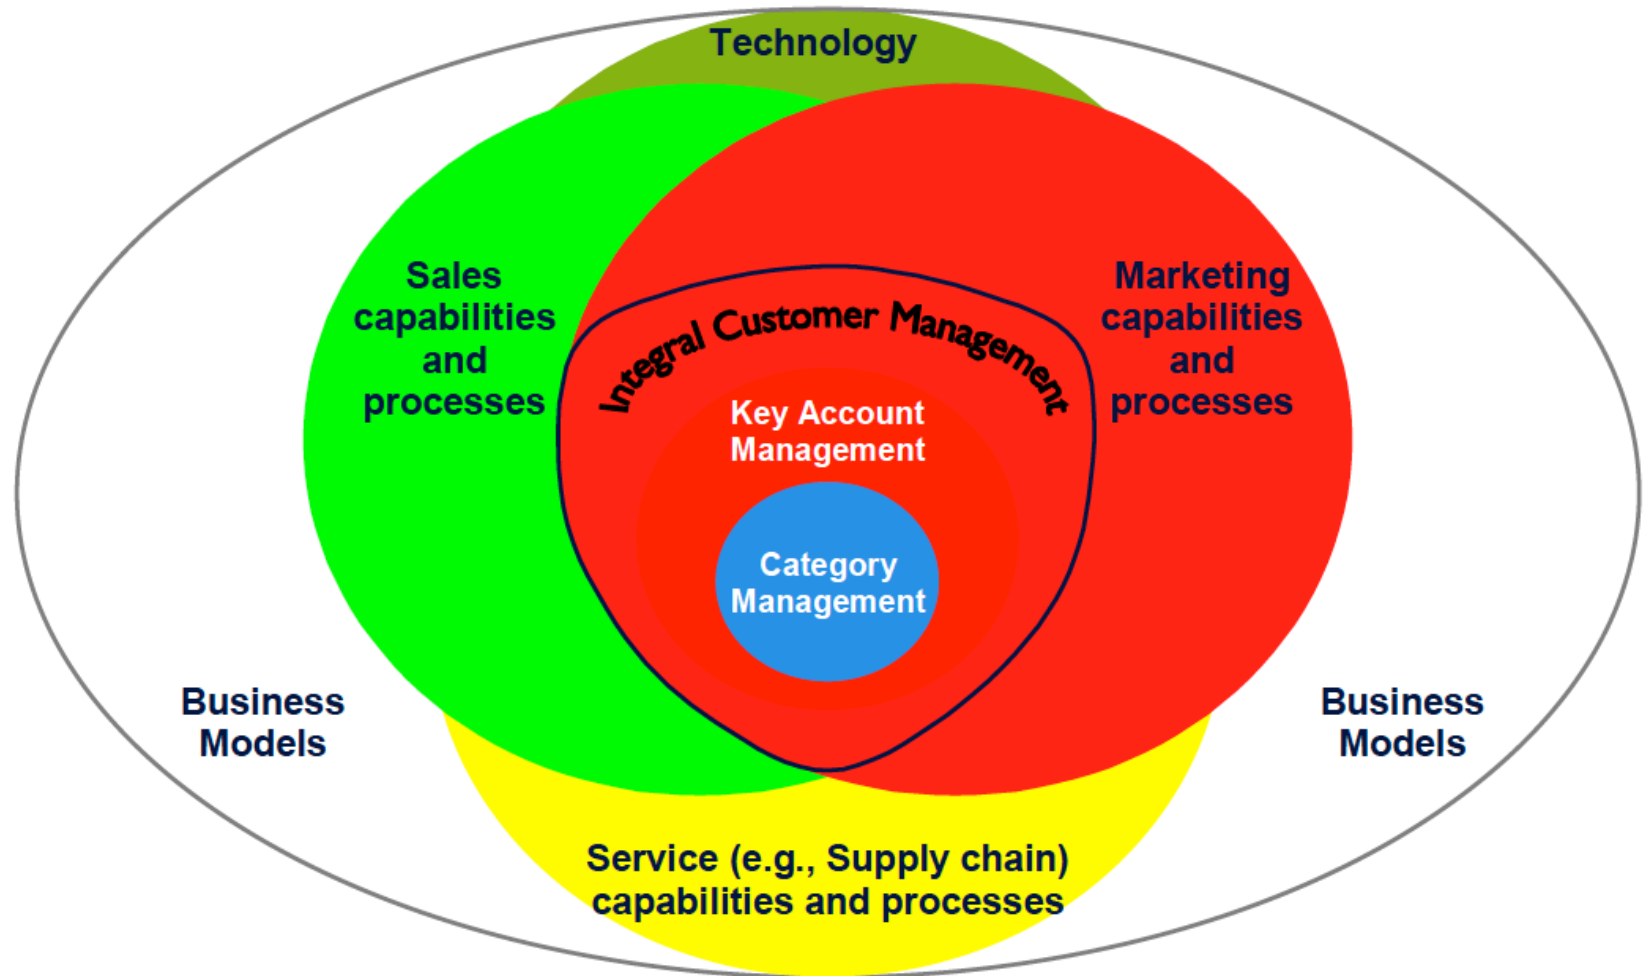 Technology
Sales
capabilities
and
processes
Marketing
capabilities
and
processes
Integral Customer Management
Key Account
Management
Category
Management
Business
Models
Business
Models
Service (e.g., Supply chain)
capabilities and processes